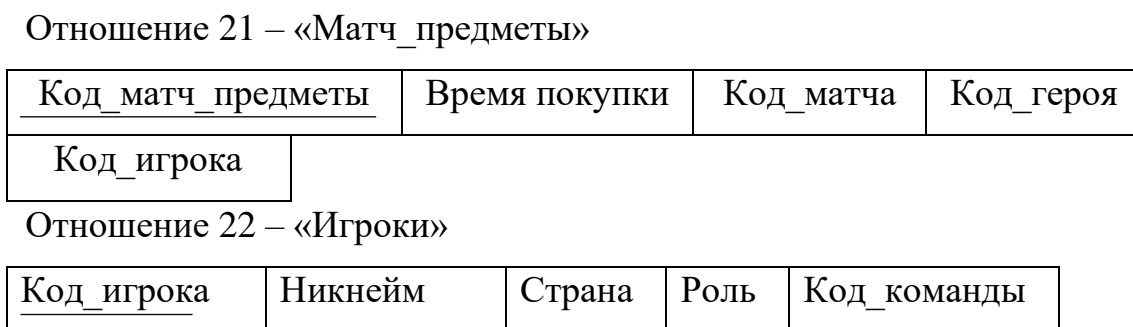 Отношение 21 – «Матч_предметы»
Код_матч_предметы Время покупки Код_матча Код_героя
Код_игрока
Отношение 22 – «Игроки»
Код_игрока Никнейм Страна Роль Код_команды